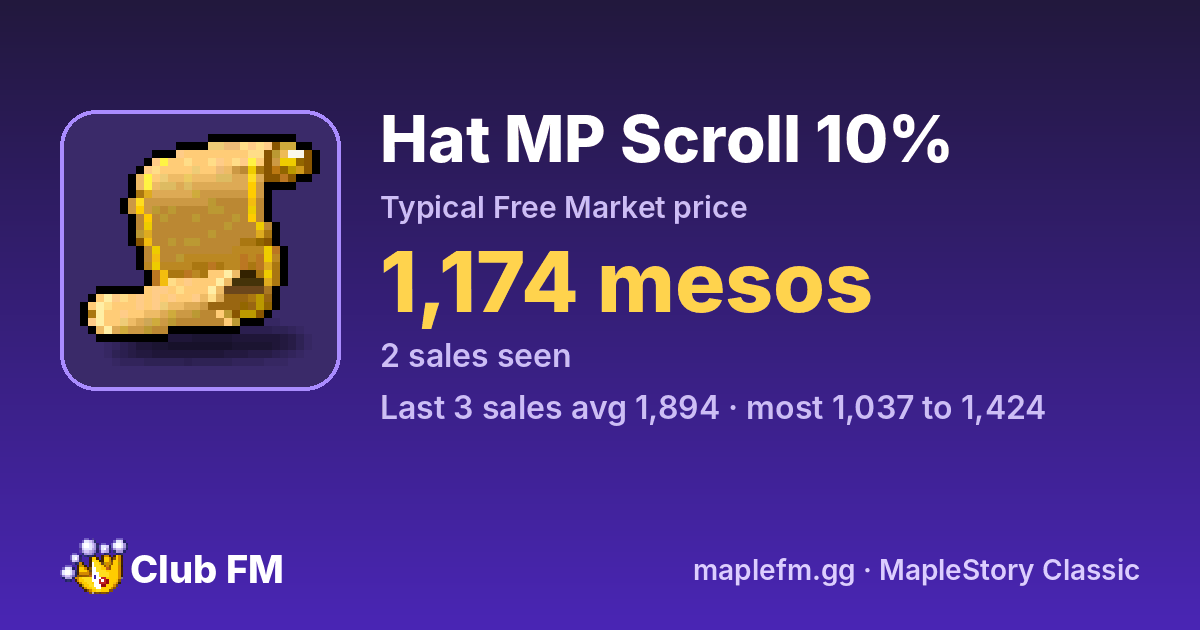 Hat MP Scroll 10%
Typical Free Market price
1,174 mesos
2 sales seen
Last 3 sales avg 1,894 · most 1,037 to 1,424
Club FM
maplefm.gg · MapleStory Classic